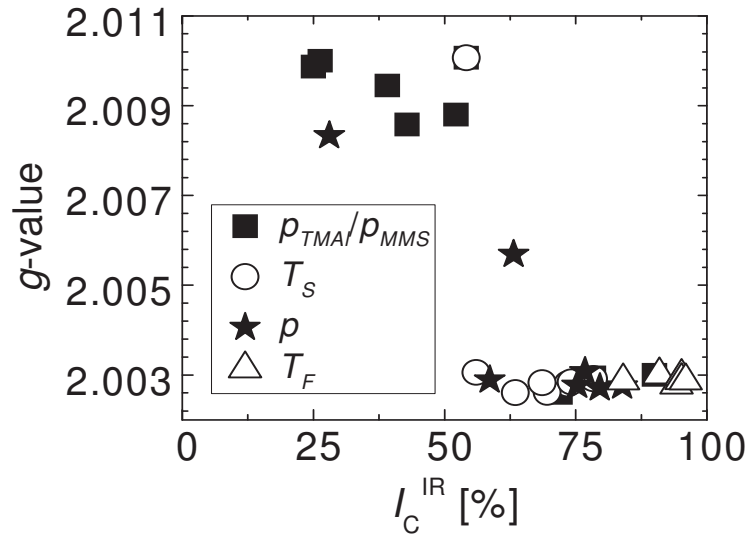 2.011
2.009
2.007
2.005
2.003
g-value
p_TMAl/p_MMS
T_S
p
T_F
0 25 50 75 100
I_C^IR [%]